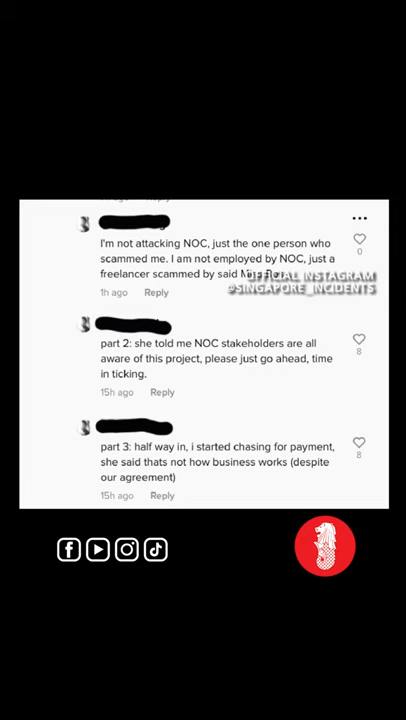 I'm not attacking NOC, just the one person who
scammed me. I am not employed by NOC, just a
freelancer scammed by said
OFFICIAL INSTAGRAM
@SINGAPORE_INCIDENTS
0
1h ago Reply
part 2: she told me NOC stakeholders are all
aware of this project, please just go ahead, time
in ticking.
8
15h ago Reply
part 3: half way in, i started chasing for payment,
she said thats not how business works (despite
our agreement)
8
15h ago Reply